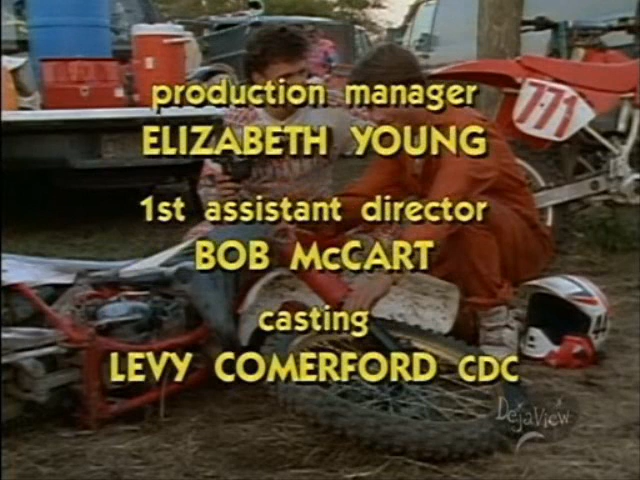 production manager
ELIZABETH YOUNG
1st assistant director
BOB McCART
casting
LEVY COMERFORD CDC
771
DejaView